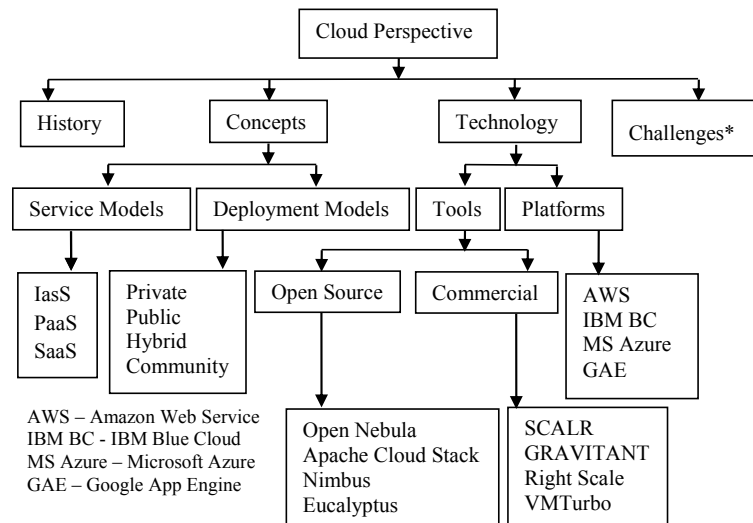 Cloud Perspective
History
Concepts
Technology
Challenges*
Service Models
Deployment Models
Tools
Platforms
IasS
PaaS
SaaS
Private
Public
Hybrid
Community
Open Source
Commercial
AWS
IBM BC
MS Azure
GAE
AWS – Amazon Web Service
IBM BC - IBM Blue Cloud
MS Azure – Microsoft Azure
GAE – Google App Engine
Open Nebula
Apache Cloud Stack
Nimbus
Eucalyptus
SCALR
GRAVITANT
Right Scale
VMTurbo